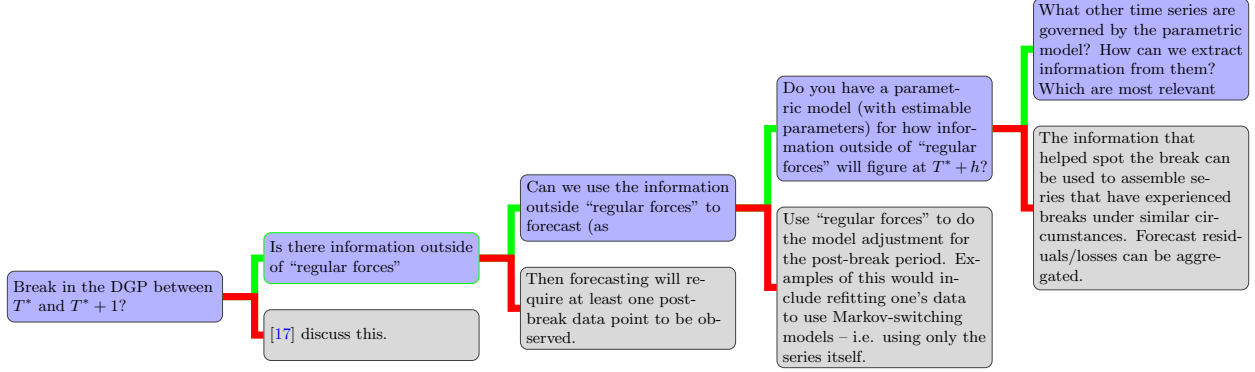 Break in the DGP between
T* and T* + 1?
Is there information outside
of “regular forces”
[17] discuss this.
Can we use the information
outside “regular forces” to
forecast (as
Then forecasting will re-
quire at least one post-
break data point to be ob-
served.
Do you have a paramet-
ric model (with estimable
parameters) for how infor-
mation outside of “regular
forces” will figure at T* + h?
Use “regular forces” to do
the model adjustment for
the post-break period. Ex-
amples of this would in-
clude refitting one’s data
to use Markov-switching
models – i.e. using only the
series itself.
What other time series are
governed by the parametric
model? How can we extract
information from them?
Which are most relevant
The information that
helped spot the break can
be used to assemble se-
ries that have experienced
breaks under similar cir-
cumstances. Forecast resid-
uals/losses can be aggre-
gated.